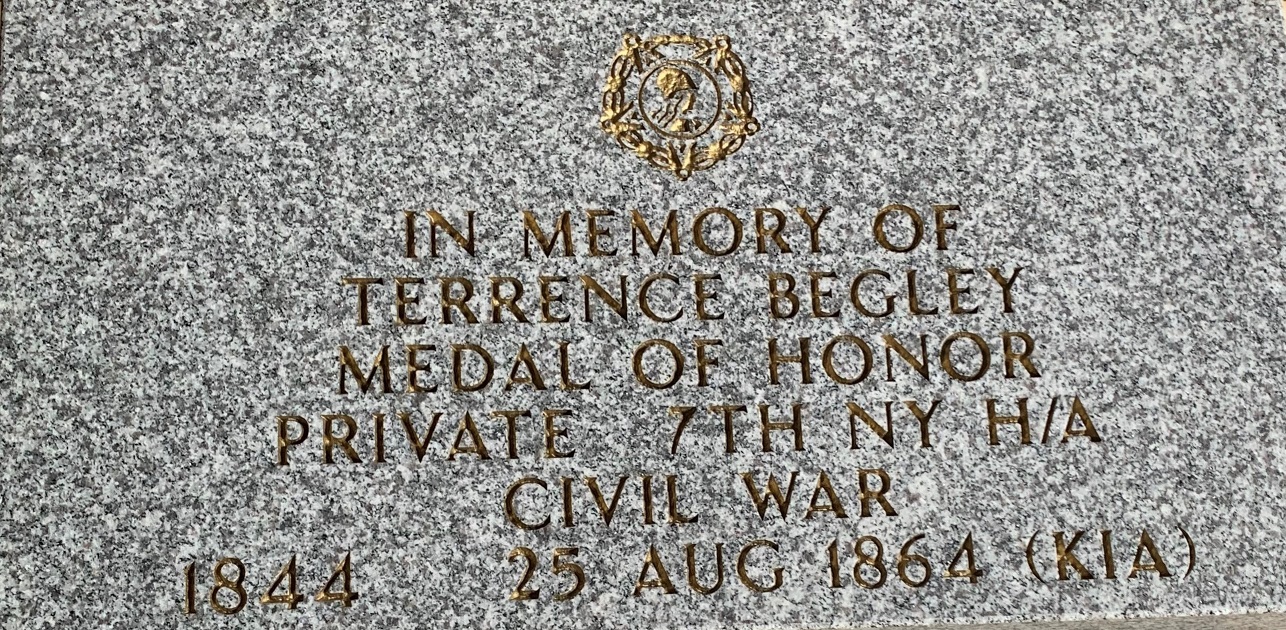 IN MEMORY OF
TERRENCE BEGLEY
MEDAL OF HONOR
PRIVATE 7TH NY H/A
CIVIL WAR
1844 25 AUG 1864 (KIA)